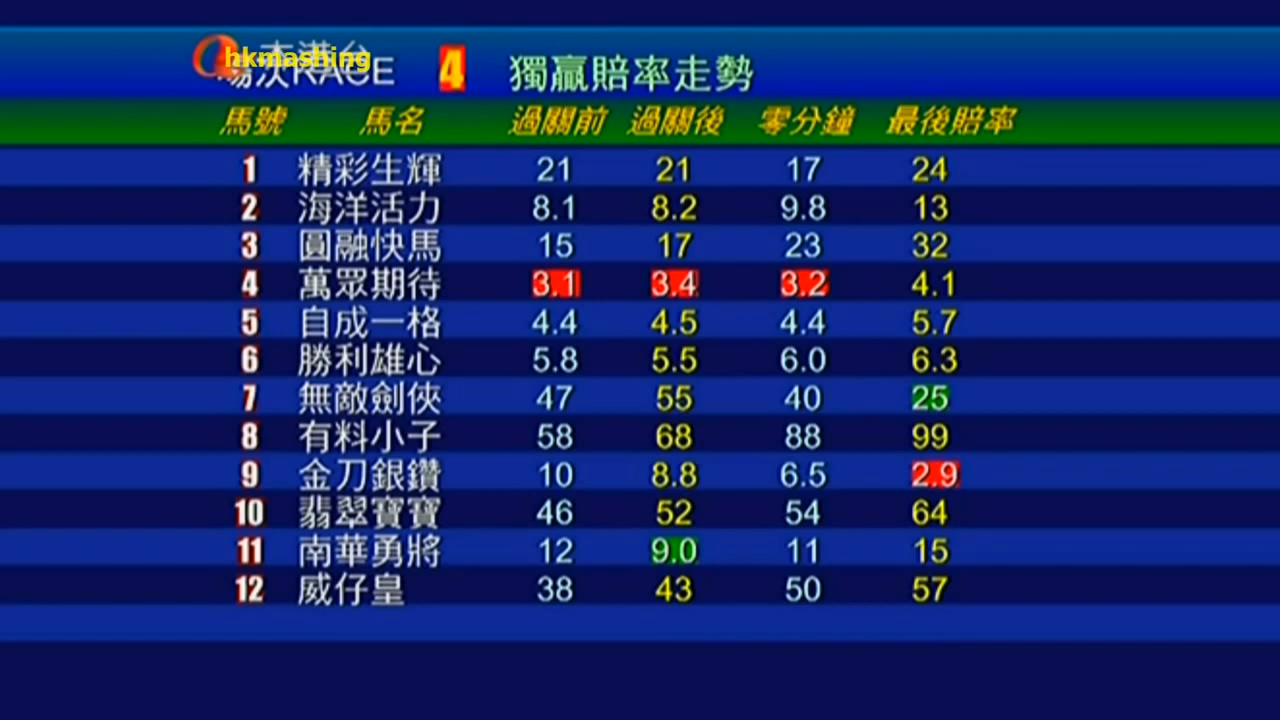 hkmashing
場次RACE 4 獨贏賠率走勢
馬號 馬名 過關前 過關後 零分鐘 最後賠率
1 精彩生輝 21 21 17 24
2 海洋活力 8.1 8.2 9.8 13
3 圓融快馬 15 17 23 32
4 萬眾期待 3.1 3.4 3.2 4.1
5 自成一格 4.4 4.5 4.4 5.7
6 勝利雄心 5.8 5.5 6.0 6.3
7 無敵劍俠 47 55 40 25
8 有料小子 58 68 88 99
9 金刀銀鑽 10 8.8 6.5 2.9
10 翡翠寶寶 46 52 54 64
11 南華勇將 12 9.0 11 15
12 威仔皇 38 43 50 57